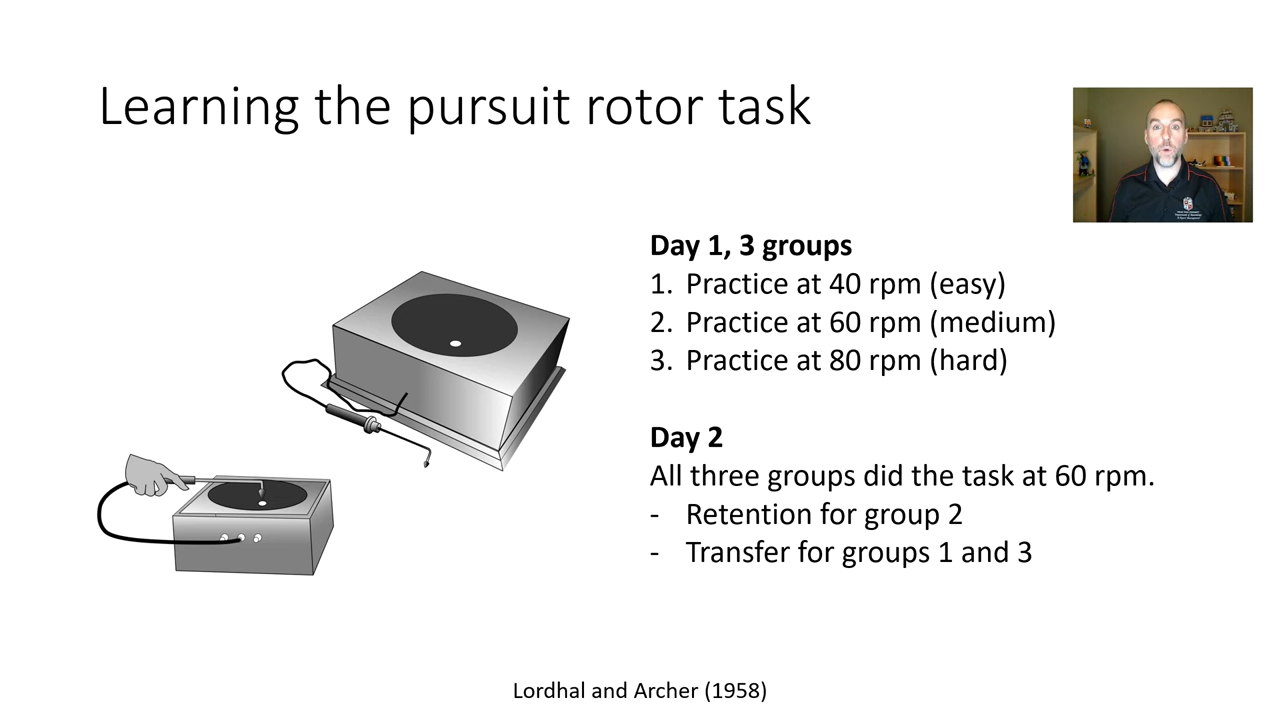 Learning the pursuit rotor task
Day 1, 3 groups
1. Practice at 40 rpm (easy)
2. Practice at 60 rpm (medium)
3. Practice at 80 rpm (hard)
Day 2
All three groups did the task at 60 rpm.
- Retention for group 2
- Transfer for groups 1 and 3
Lordhal and Archer (1958)